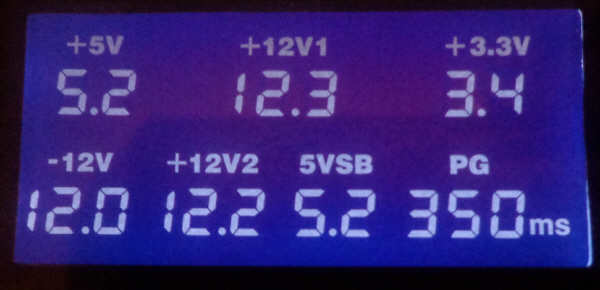 +5V +12V1 +3.3V
5.2 12.3 3.4
-12V +12V2 5VSB PG
12.0 12.2 5.2 350ms